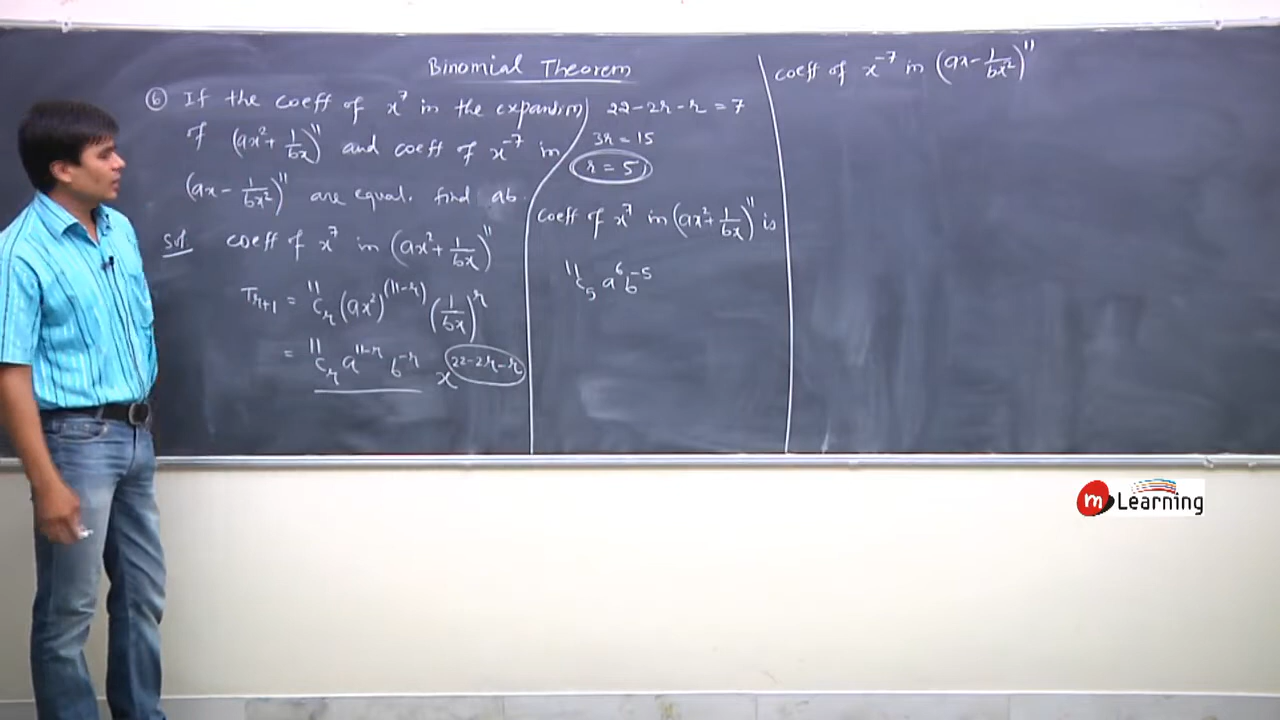 Binomial Theorem
⑥ If the coeff of x⁷ in the expansion
of (ax² + 1/bx)¹¹ and coeff of x⁻⁷ in
(ax - 1/bx²)¹¹ are equal. find ab.
Sol. coeff of x⁷ in (ax² + 1/bx)¹¹
Tᵣ₊₁ = ¹¹Cᵣ (ax²)⁽¹¹⁻ʳ⁾ (1/bx)ʳ
= ¹¹Cᵣ a¹¹⁻ʳ b⁻ʳ x²²⁻²ʳ⁻ʳ
22-2r-r = 7
3r = 15
r = 5
coeff of x⁷ in (ax² + 1/bx)¹¹ is
¹¹C₅ a⁶ b⁻⁵
coeff of x⁻⁷ in (ax - 1/bx²)¹¹
m Learning